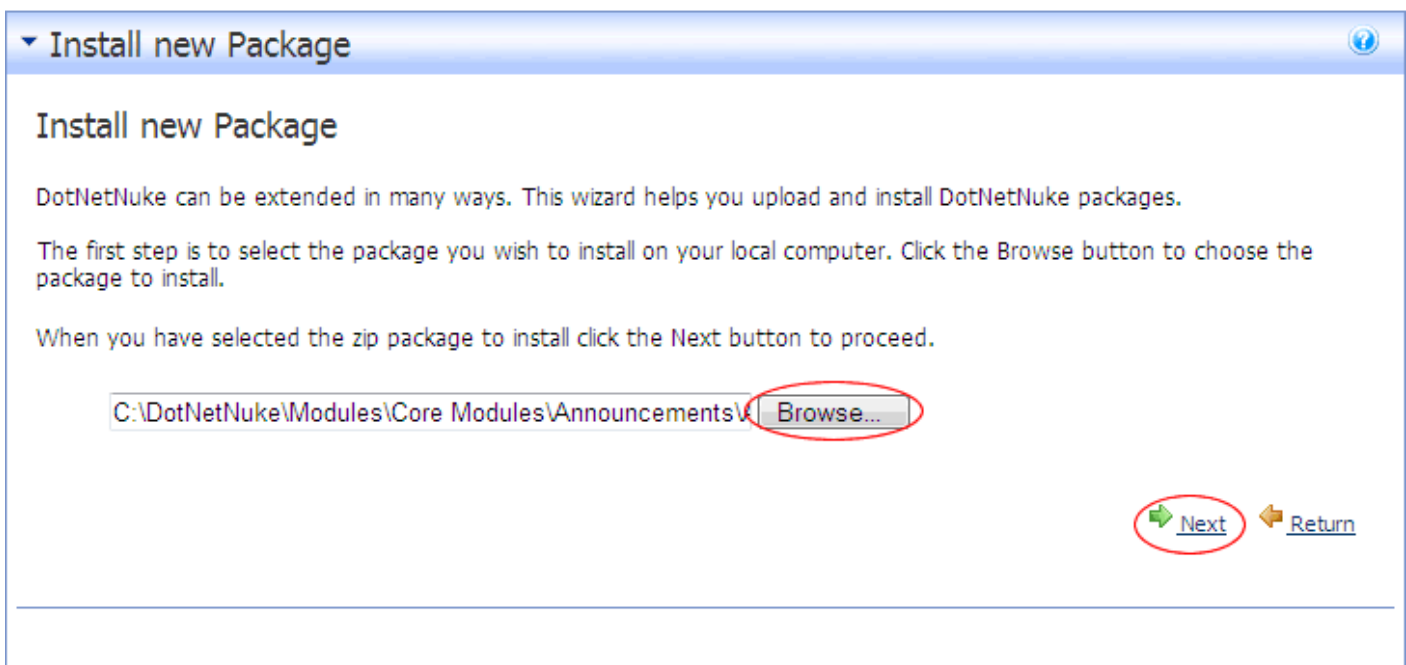 Install new Package
Install new Package
DotNetNuke can be extended in many ways. This wizard helps you upload and install DotNetNuke packages.
The first step is to select the package you wish to install on your local computer. Click the Browse button to choose the
package to install.
When you have selected the zip package to install click the Next button to proceed.
C:\DotNetNuke\Modules\Core Modules\Announcements\ Browse...
Next Return